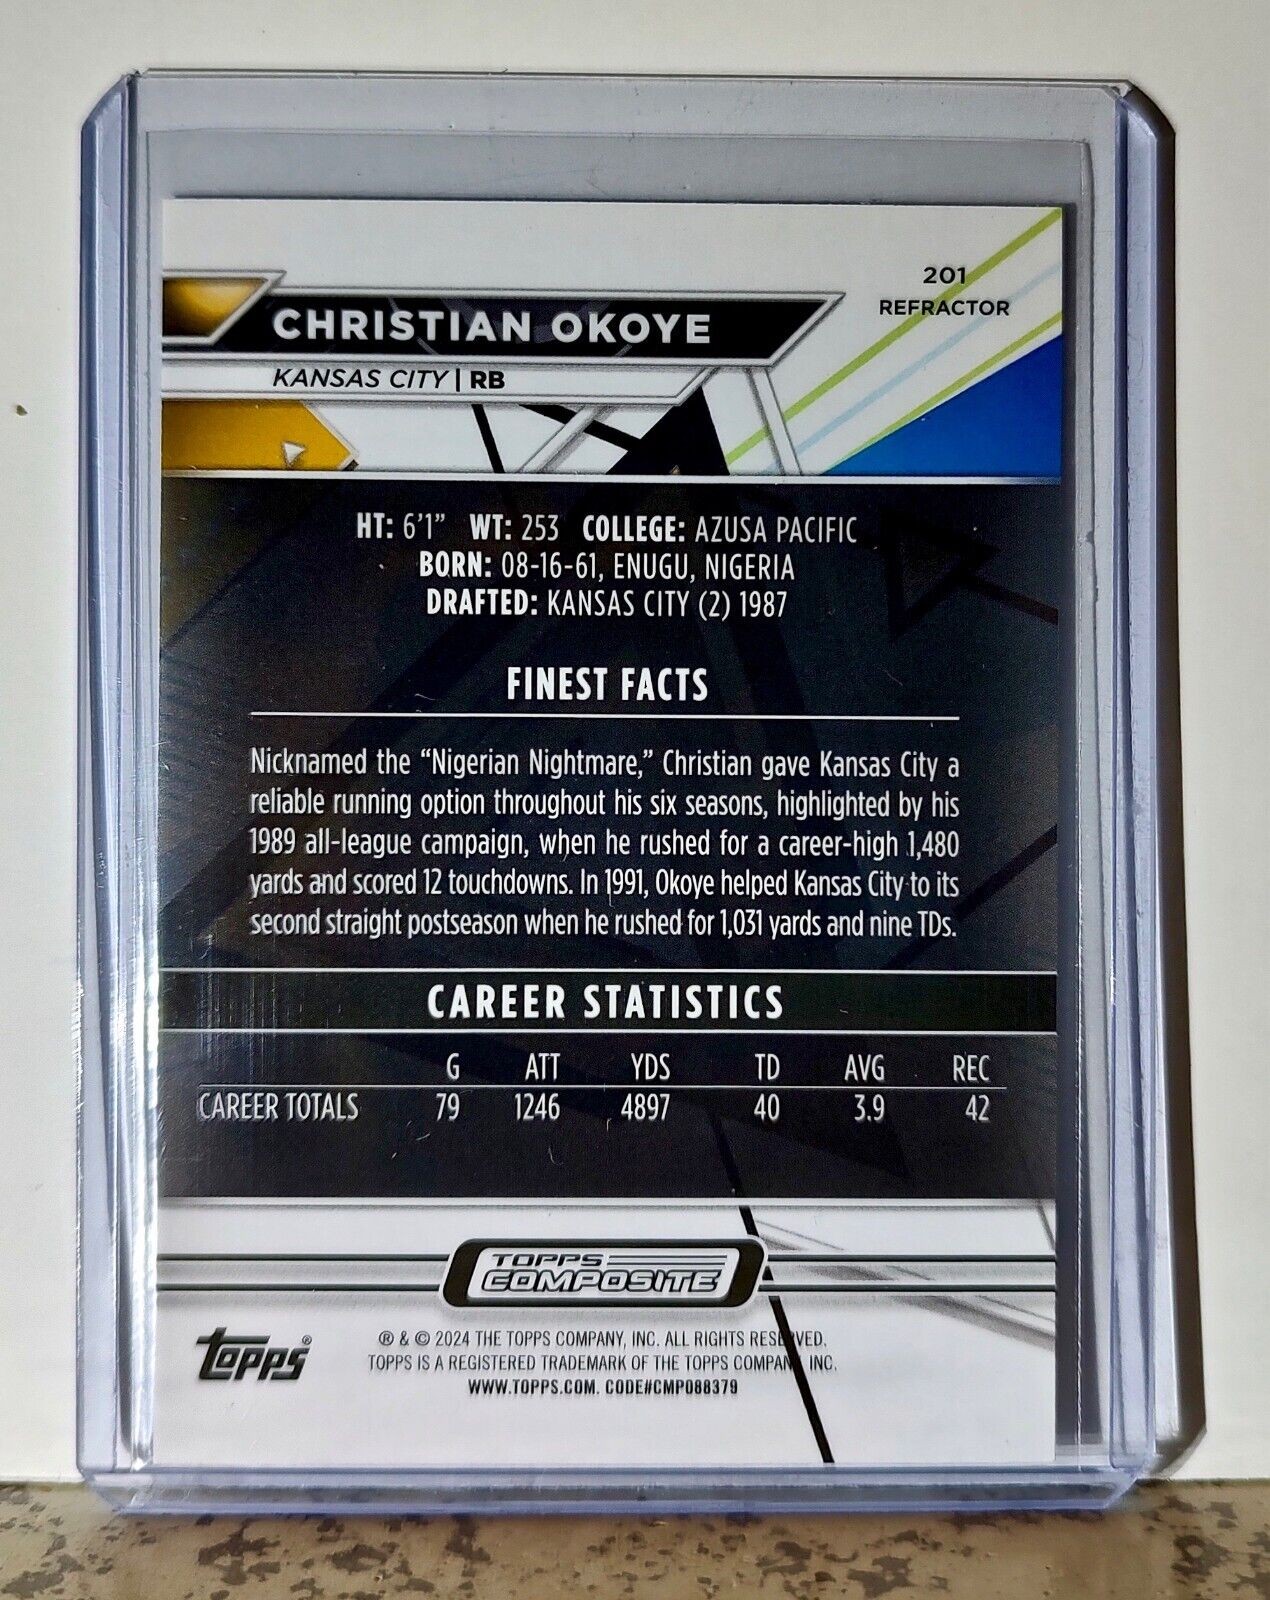 201
REFRACTOR
CHRISTIAN OKOYE
KANSAS CITY | RB
HT: 6'1" WT: 253 COLLEGE: AZUSA PACIFIC
BORN: 08-16-61, ENUGU, NIGERIA
DRAFTED: KANSAS CITY (2) 1987
FINEST FACTS
Nicknamed the “Nigerian Nightmare,” Christian gave Kansas City a
reliable running option throughout his six seasons, highlighted by his
1989 all-league campaign, when he rushed for a career-high 1,480
yards and scored 12 touchdowns. In 1991, Okoye helped Kansas City to its
second straight postseason when he rushed for 1,031 yards and nine TDs.
CAREER STATISTICS
G ATT YDS TD AVG REC
CAREER TOTALS 79 1246 4897 40 3.9 42
TOPPS
COMPOSITE
topps®
® & © 2024 THE TOPPS COMPANY, INC. ALL RIGHTS RESERVED.
TOPPS IS A REGISTERED TRADEMARK OF THE TOPPS COMPANY, INC.
WWW.TOPPS.COM. CODE#CMP088379